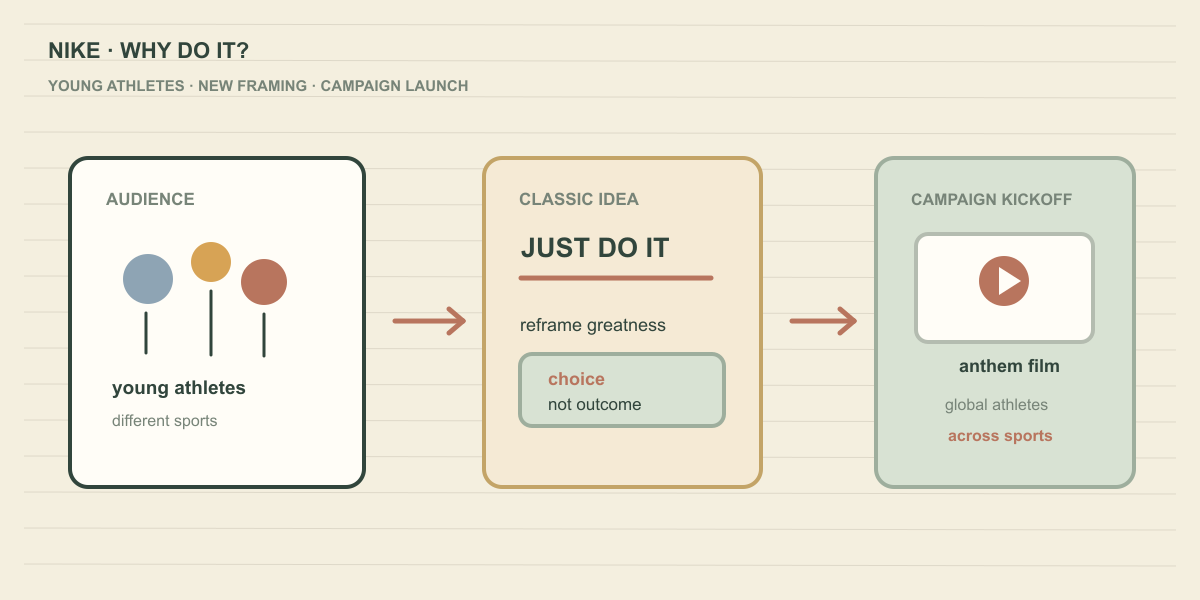 NIKE · WHY DO IT?
YOUNG ATHLETES · NEW FRAMING · CAMPAIGN LAUNCH
AUDIENCE
young athletes
different sports
CLASSIC IDEA
JUST DO IT
reframe greatness
choice
not outcome
CAMPAIGN KICKOFF
anthem film
global athletes
across sports